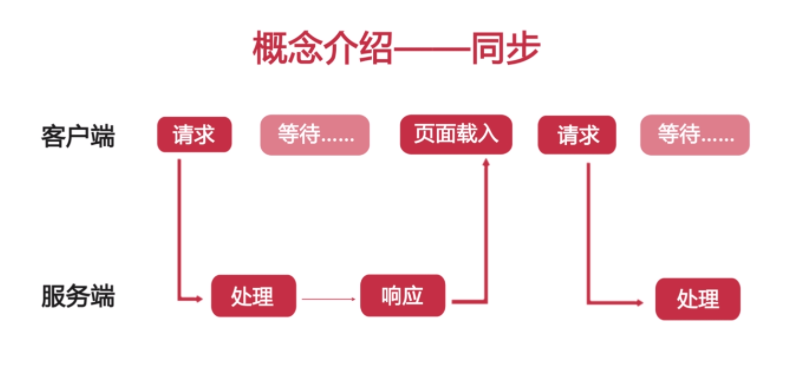 概念介绍——同步
客户端 请求 等待…… 页面载入 请求 等待……
服务端 处理 响应 处理